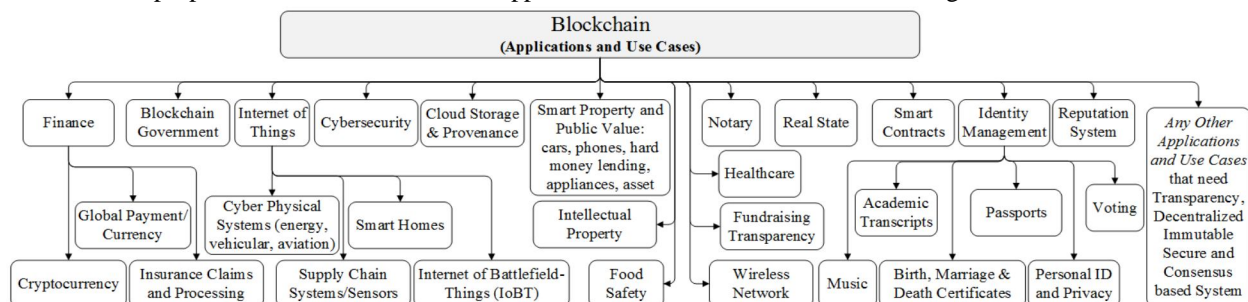 Blockchain
(Applications and Use Cases)
Finance
Blockchain
Government
Internet of
Things
Cybersecurity
Cloud Storage
& Provenance
Smart Property and
Public Value:
cars, phones, hard
money lending,
appliances, asset
Notary
Real State
Smart
Contracts
Identity
Management
Reputation
System
Any Other
Applications
and Use Cases
that need
Transparency,
Decentralized
Immutable
Secure and
Consensus
based System
Healthcare
Global Payment/
Currency
Cyber Physical
Systems (energy,
vehicular, aviation)
Smart Homes
Intellectual
Property
Fundraising
Transparency
Academic
Transcripts
Passports
Voting
Cryptocurrency
Insurance Claims
and Processing
Supply Chain
Systems/Sensors
Internet of Battlefield-
Things (IoBT)
Food
Safety
Wireless
Network
Music
Birth, Marriage &
Death Certificates
Personal ID
and Privacy